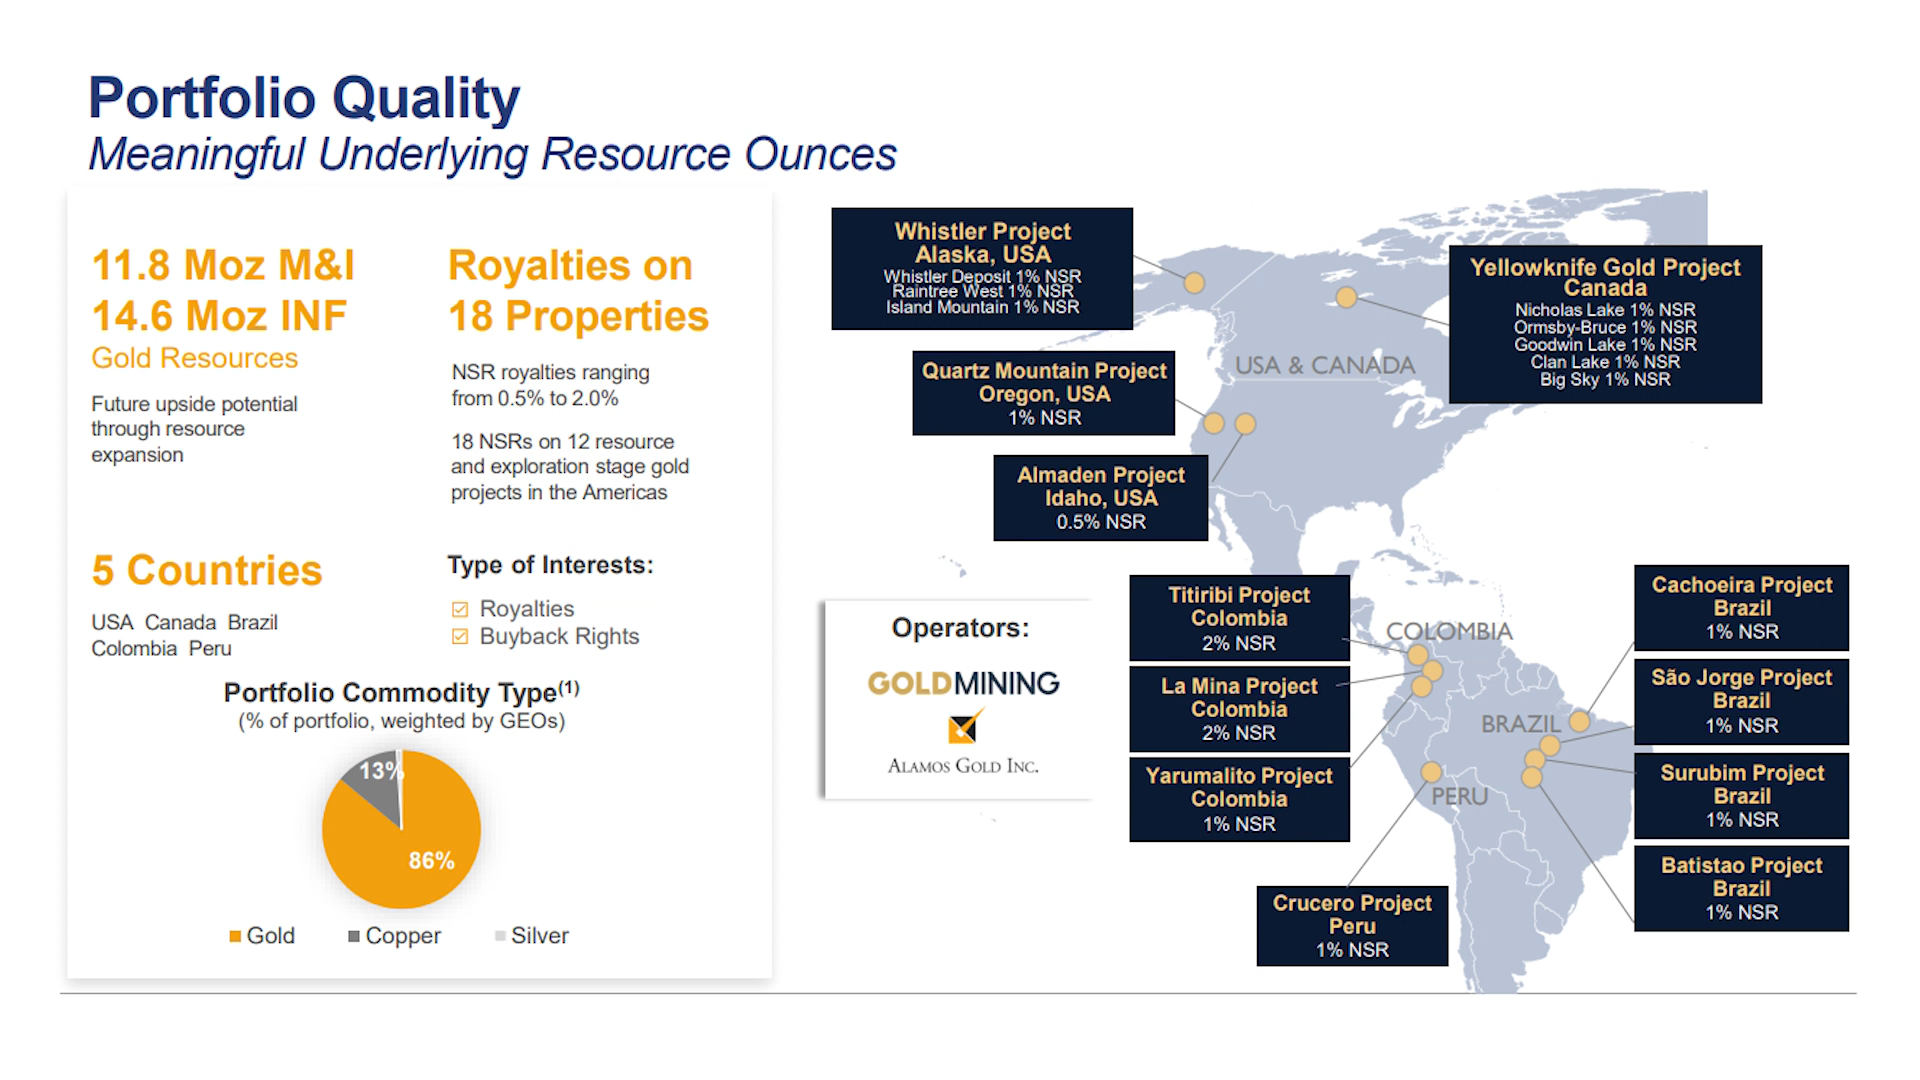 Portfolio Quality
Meaningful Underlying Resource Ounces
11.8 Moz M&I
14.6 Moz INF
Gold Resources
Future upside potential
through resource
expansion
Royalties on
18 Properties
NSR royalties ranging
from 0.5% to 2.0%
18 NSRs on 12 resource
and exploration stage gold
projects in the Americas
5 Countries
USA Canada Brazil
Colombia Peru
Type of Interests:
Royalties
Buyback Rights
Portfolio Commodity Type(1)
(% of portfolio, weighted by GEOs)
13%
86%
Gold Copper Silver
Operators:
GOLDMINING
ALAMOS GOLD INC.
Whistler Project
Alaska, USA
Whistler Deposit 1% NSR
Raintree West 1% NSR
Island Mountain 1% NSR
Yellowknife Gold Project
Canada
Nicholas Lake 1% NSR
Ormsby-Bruce 1% NSR
Goodwin Lake 1% NSR
Clan Lake 1% NSR
Big Sky 1% NSR
USA & CANADA
Quartz Mountain Project
Oregon, USA
1% NSR
Almaden Project
Idaho, USA
0.5% NSR
Titiribi Project
Colombia
2% NSR
COLOMBIA
La Mina Project
Colombia
2% NSR
Yarumalito Project
Colombia
1% NSR
BRAZIL
PERU
Crucero Project
Peru
1% NSR
Cachoeira Project
Brazil
1% NSR
São Jorge Project
Brazil
1% NSR
Surubim Project
Brazil
1% NSR
Batistao Project
Brazil
1% NSR